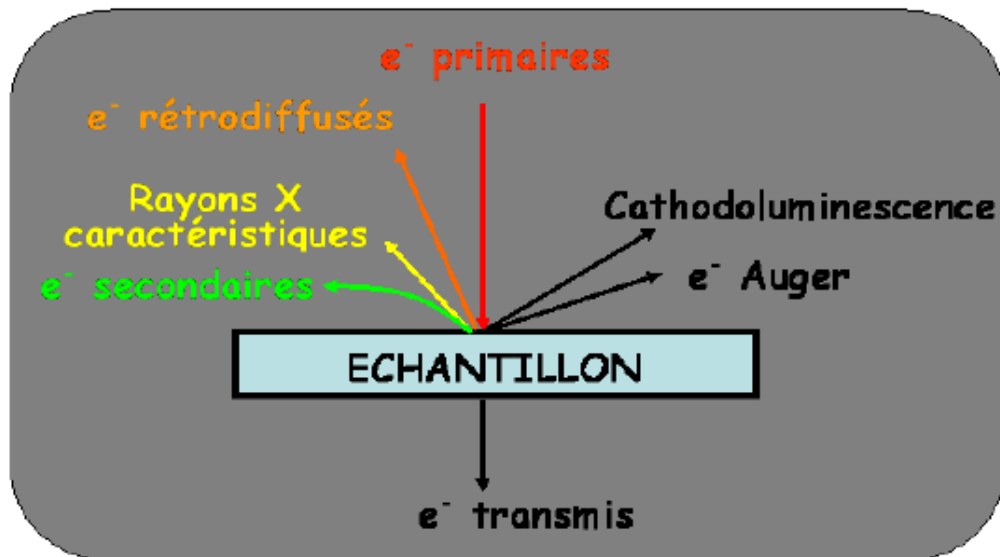 e⁻ primaires
e⁻ rétrodiffusés
Rayons X
caractéristiques
e⁻ secondaires
Cathodoluminescence
e⁻ Auger
ECHANTILLON
e⁻ transmis